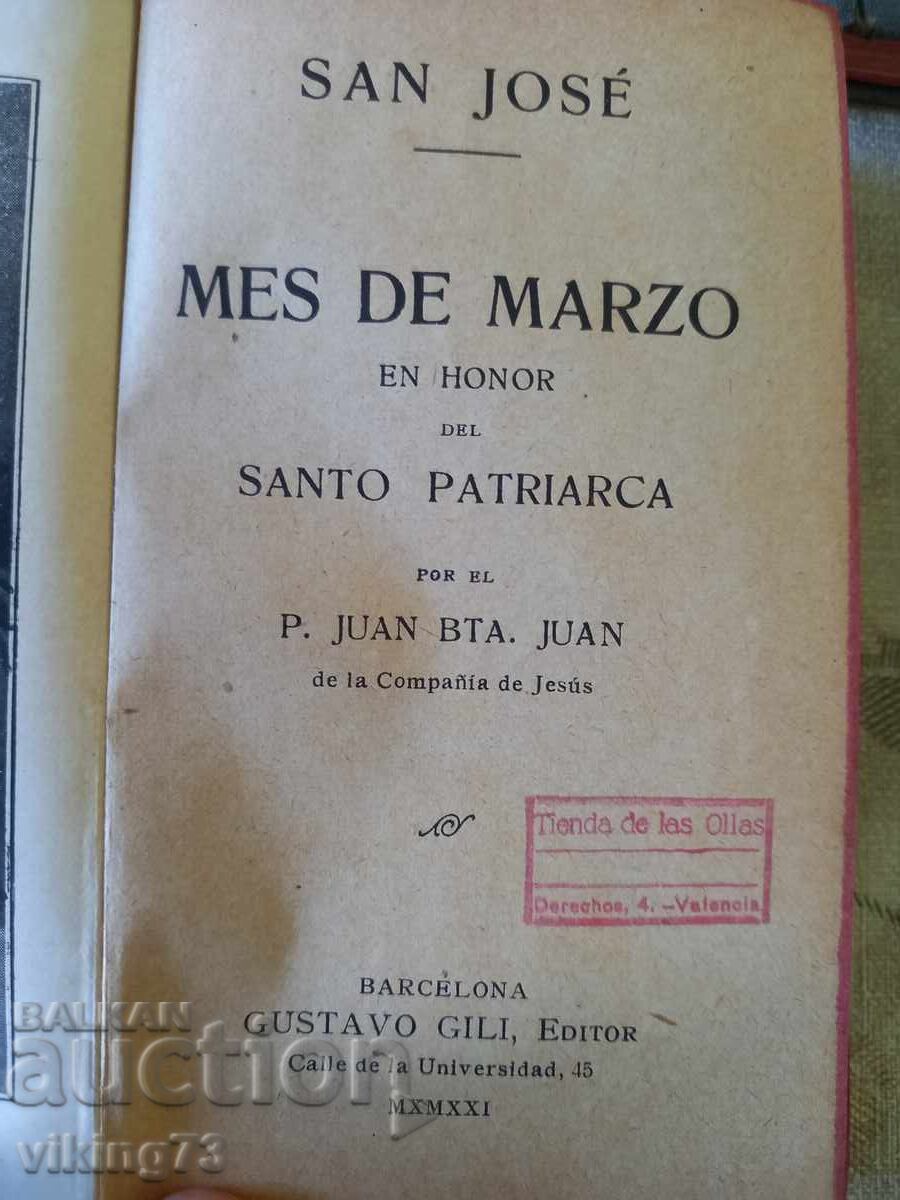 SAN JOSÉ
MES DE MARZO
EN HONOR
DEL
SANTO PATRIARCA
POR EL
P. JUAN BTA. JUAN
de la Compañía de Jesús
Tienda de las Ollas
Derechos, 4. -Valencia
BARCELONA
GUSTAVO GILI, EDITOR
Calle de la Universidad, 45
MXMXXI
BALKAN
auction
viking73